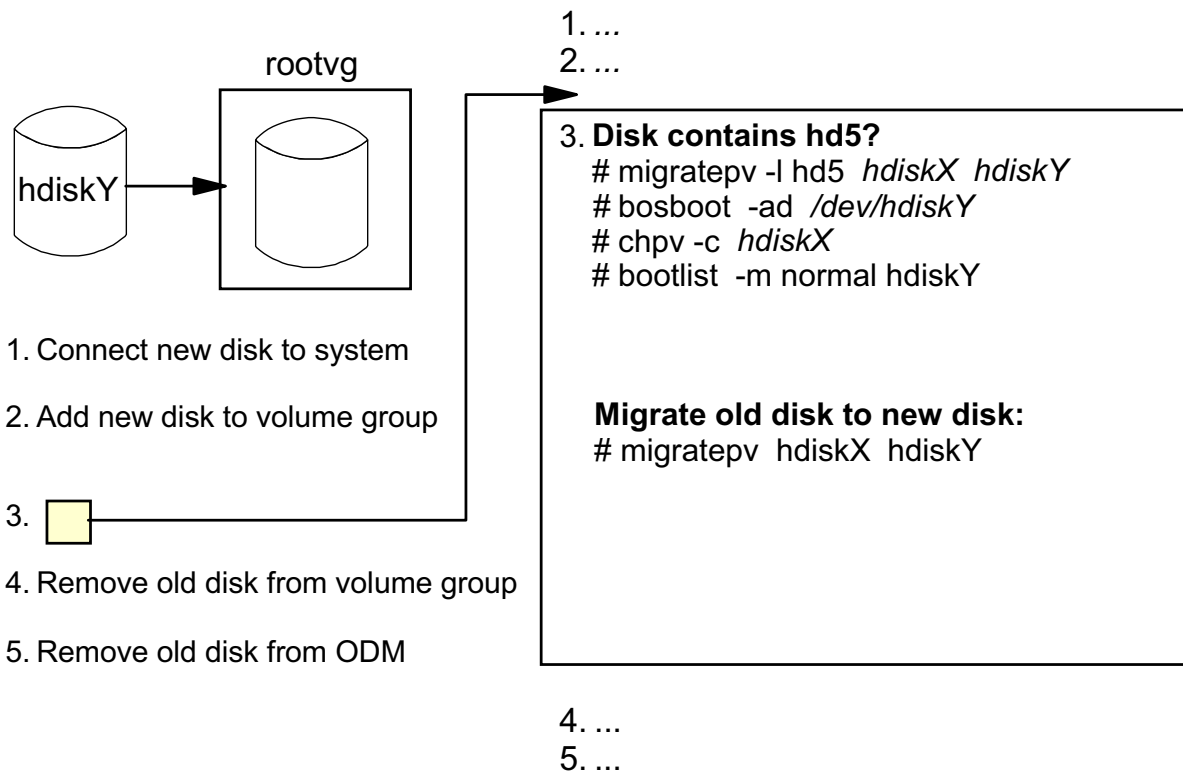 rootvg
hdiskY
1. Connect new disk to system
2. Add new disk to volume group
3.
4. Remove old disk from volume group
5. Remove old disk from ODM
1. ...
2. ...
3. Disk contains hd5?
# migratepv -l hd5 hdiskX hdiskY
# bosboot -ad /dev/hdiskY
# chpv -c hdiskX
# bootlist -m normal hdiskY
Migrate old disk to new disk:
# migratepv hdiskX hdiskY
4. ...
5. ...